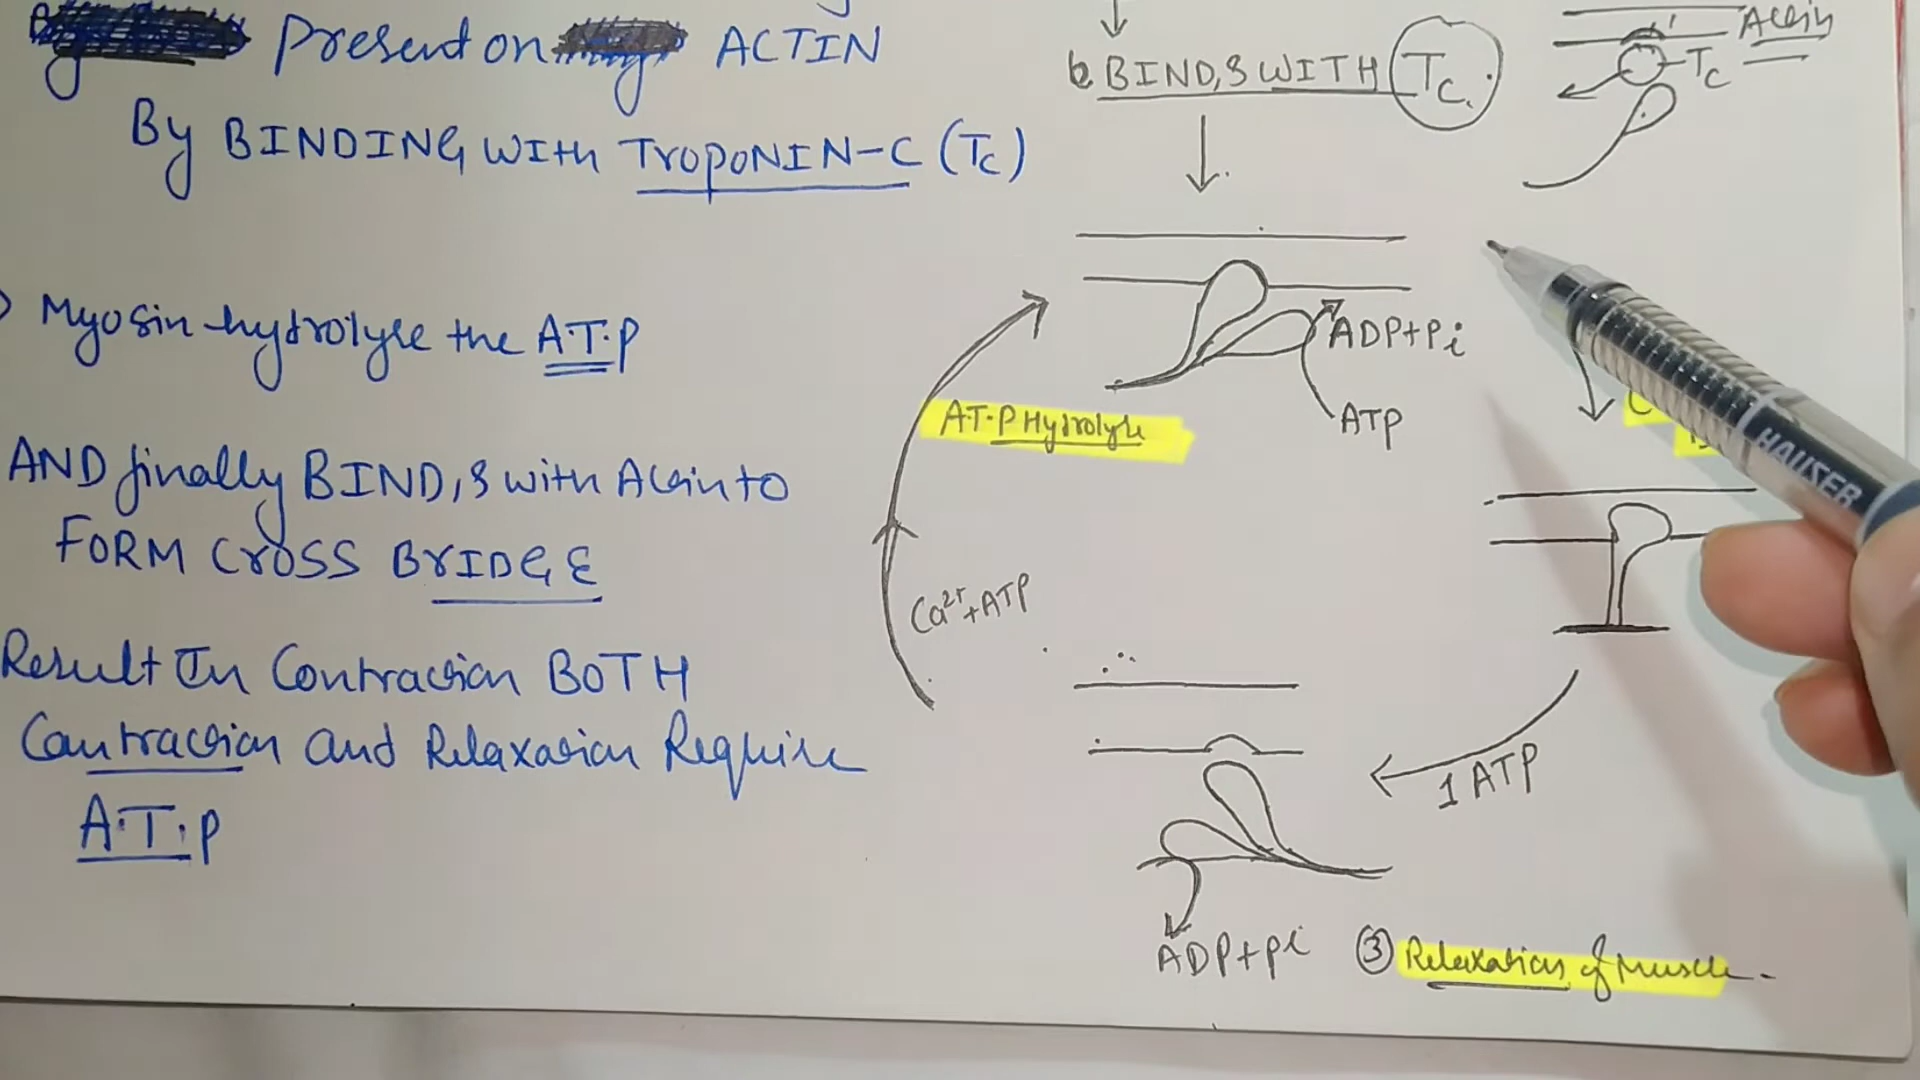 Present on ACTIN
By BINDING WITH TROPONIN-C (Tc)
Myosin hydrolyse the A.T.P
AND finally BIND,S with Actin to
FORM CROSS BRIDGE
Result In Contraction BOTH
Contraction and Relaxation Require
A.T.P
BIND,S WITH Tc.
Actin
Tc
ADP+Pi
ATP
A.T.P Hydrolyse
Ca2+ + ATP
1 ATP
ADP+Pi
③ Relaxation of Muscle-
HAUSER